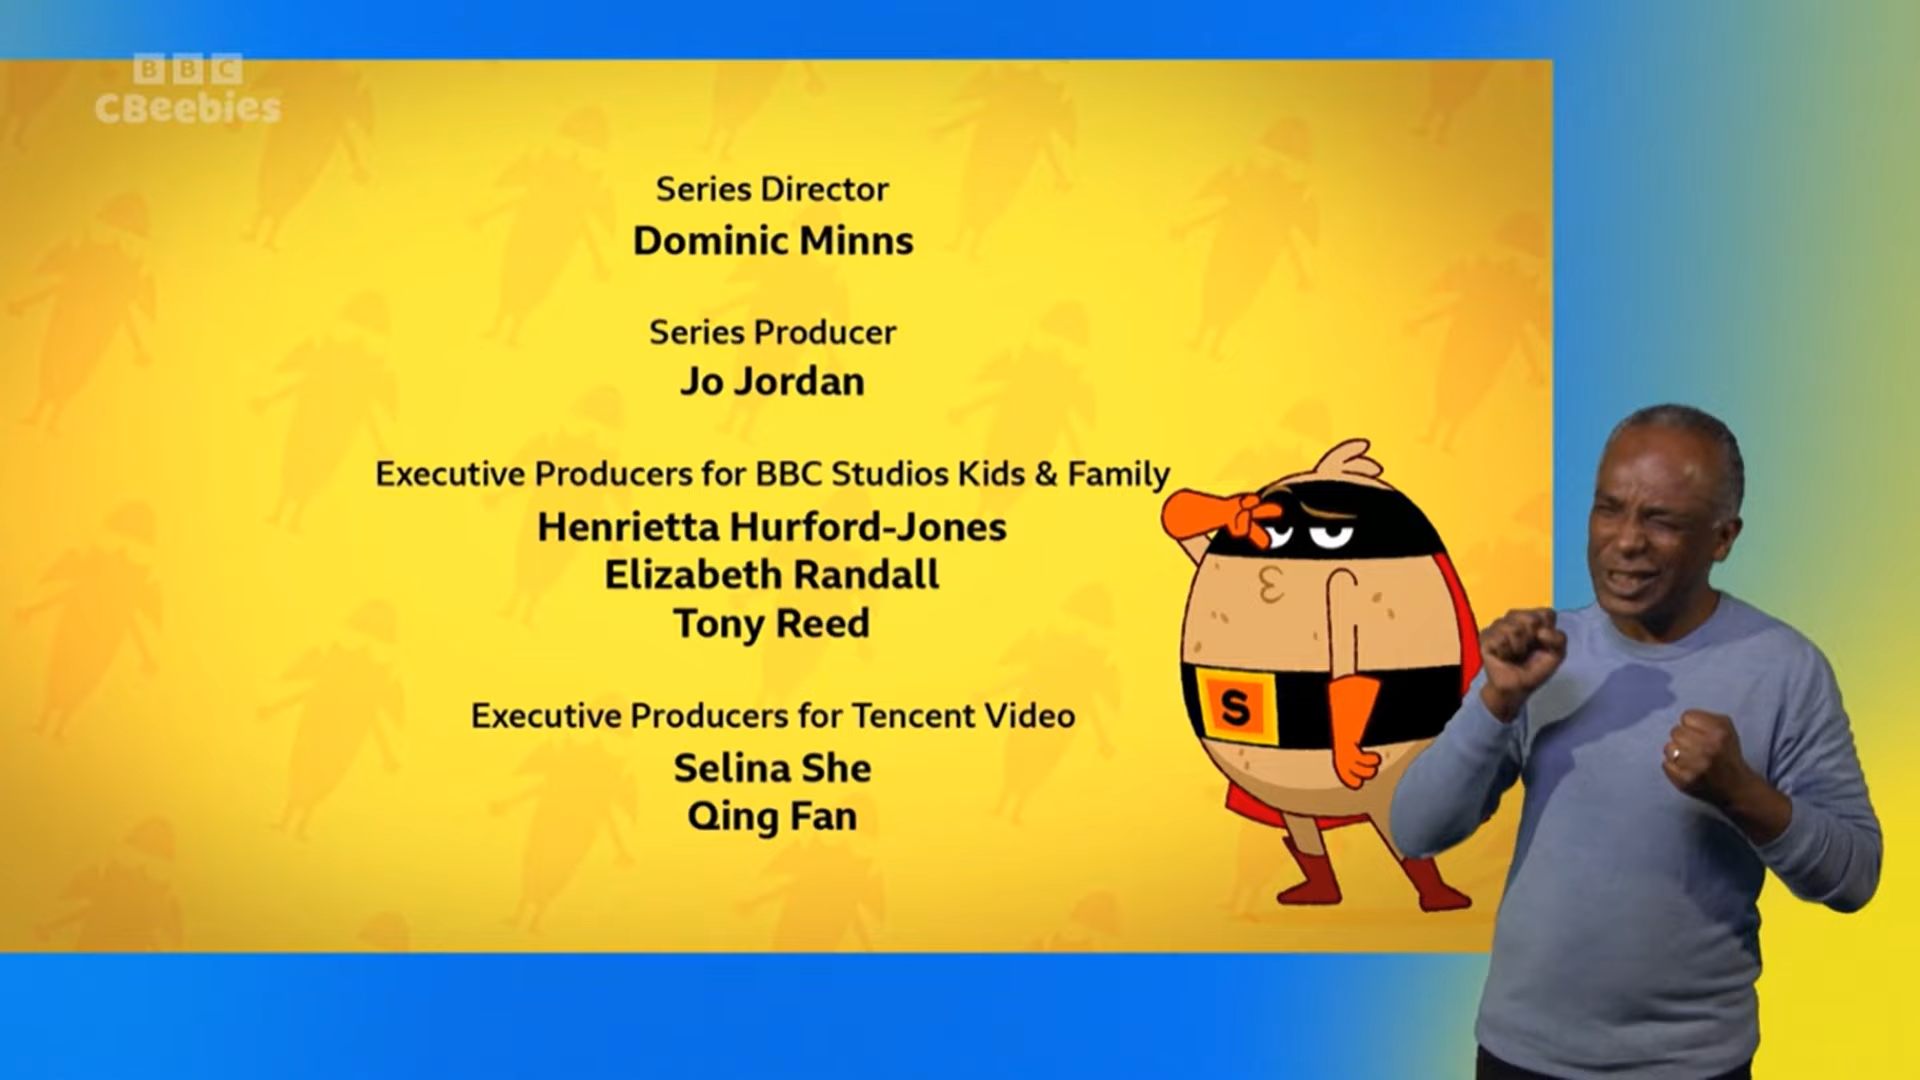 BBC
CBeebies
Series Director
Dominic Minns
Series Producer
Jo Jordan
Executive Producers for BBC Studios Kids & Family
Henrietta Hurford-Jones
Elizabeth Randall
Tony Reed
Executive Producers for Tencent Video
Selina She
Qing Fan
S